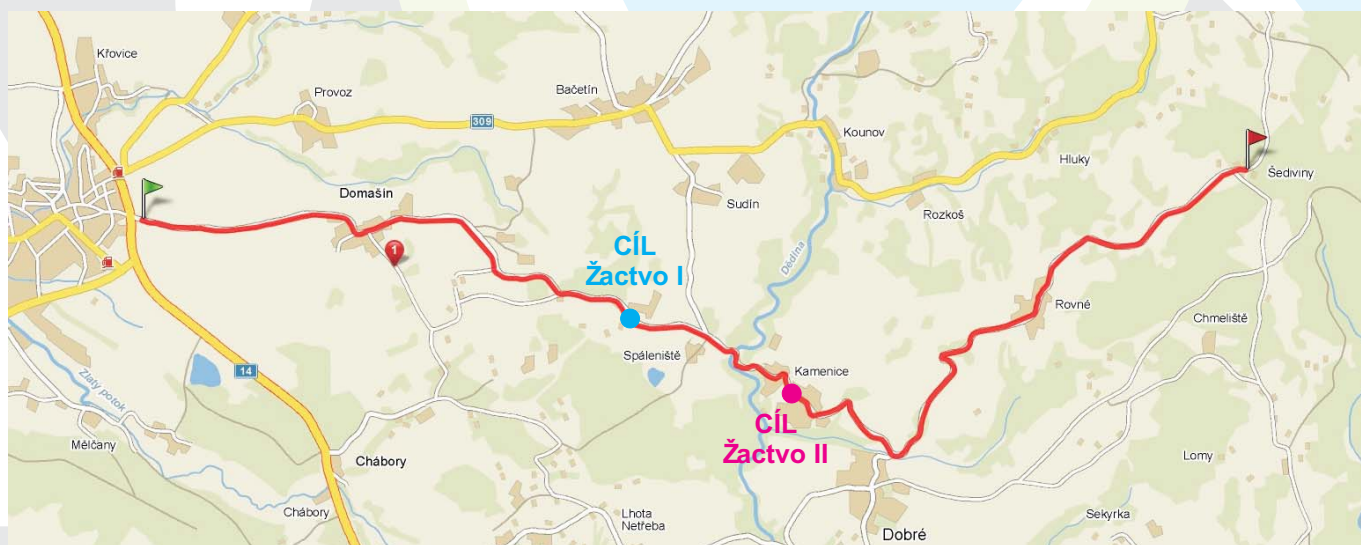 Křovice
Provoz
Bačetín
309
Kounov
Hluky
Šediviny
Domašín
Sudín
Rozkoš
1
CÍL
Žactvo I
Dědina
Rovné
Chmeliště
Spáleniště
Kamenice
14
Zlatý potok
CÍL
Žactvo II
Mělčany
Chábory
Lomy
Chábory
Lhota
Netřeba
Sekyrka
Dobré